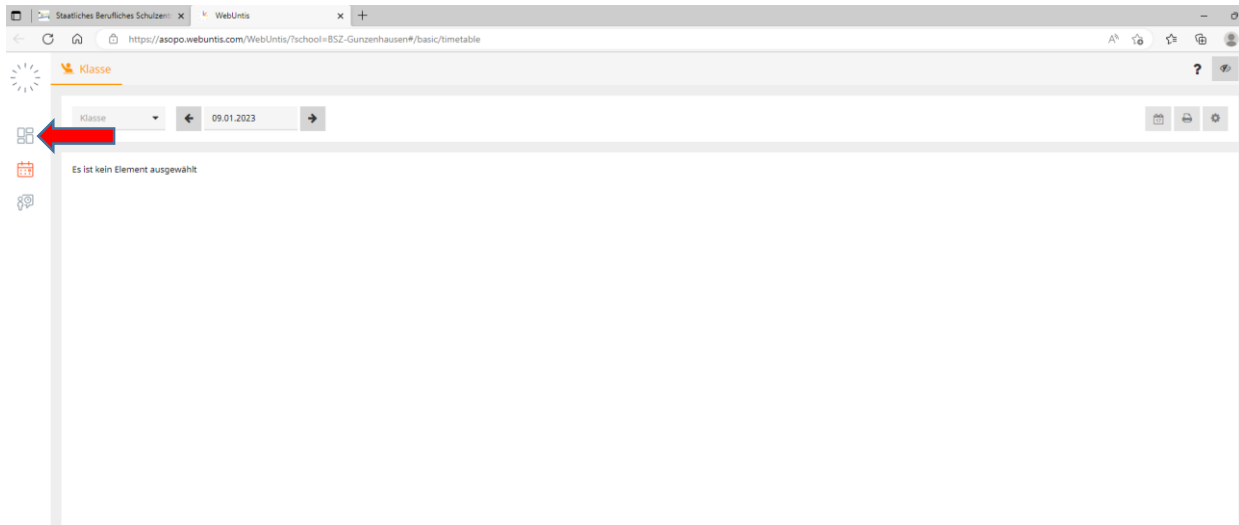 Staatliches Berufliches Schulzent
WebUntis
https://asopo.webuntis.com/WebUntis/?school=BSZ-Gunzenhausen#/basic/timetable
Klasse
?
Klasse
09.01.2023
Es ist kein Element ausgewählt